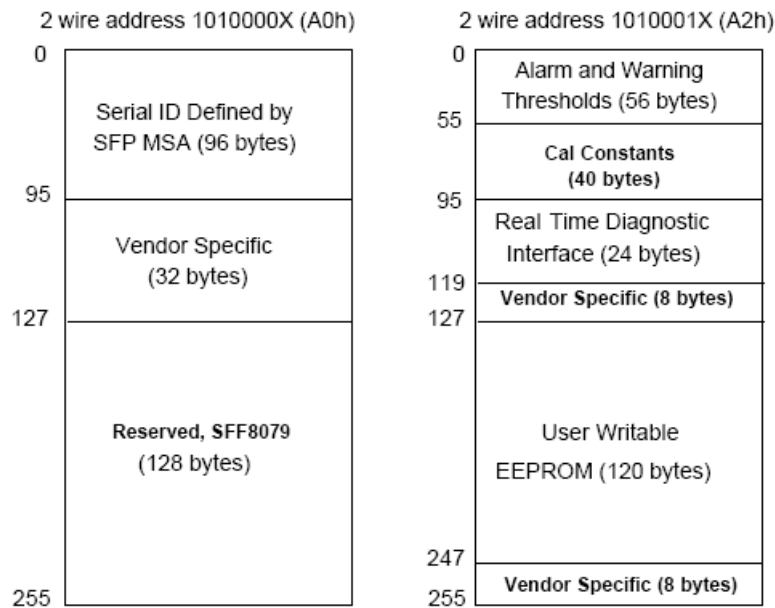 2 wire address 1010000X (A0h)
0
Serial ID Defined by
SFP MSA (96 bytes)
95
Vendor Specific
(32 bytes)
127
Reserved, SFF8079
(128 bytes)
255
2 wire address 1010001X (A2h)
0
Alarm and Warning
Thresholds (56 bytes)
55
Cal Constants
(40 bytes)
95
Real Time Diagnostic
Interface (24 bytes)
119
Vendor Specific (8 bytes)
127
User Writable
EEPROM (120 bytes)
247
Vendor Specific (8 bytes)
255